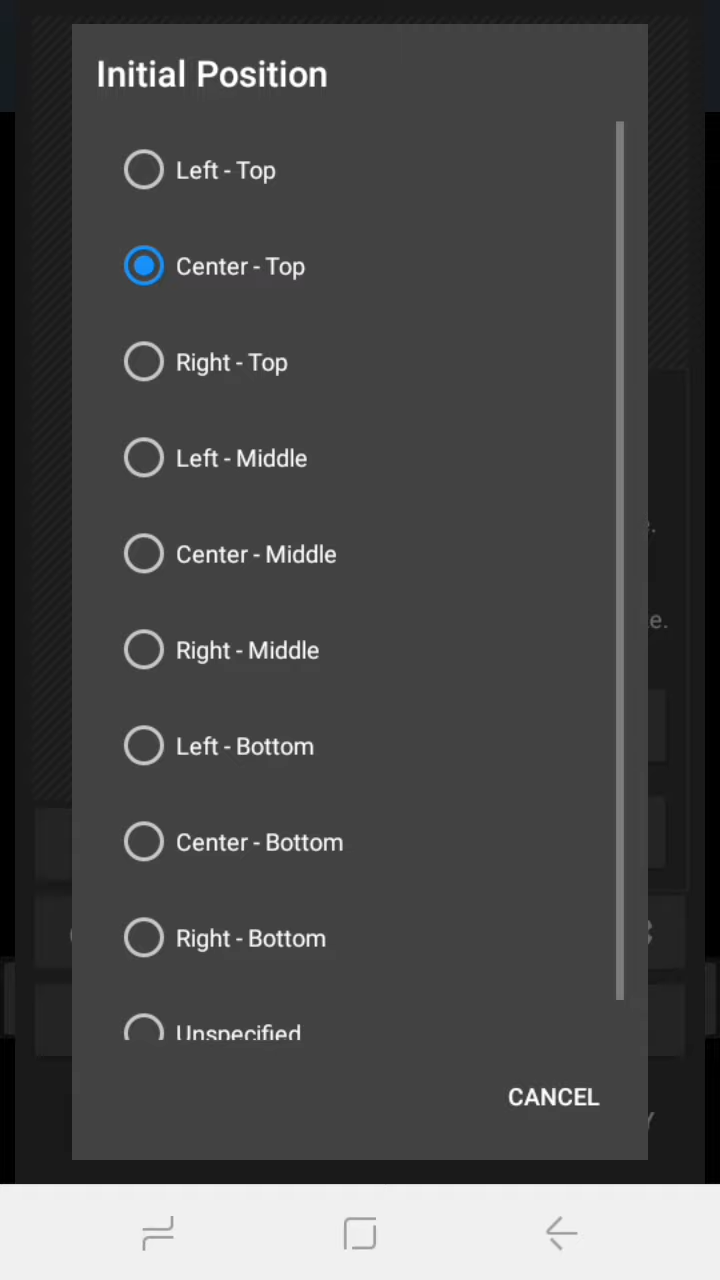 Initial Position
Left - Top
Center - Top
Right - Top
Left - Middle
Center - Middle
Right - Middle
Left - Bottom
Center - Bottom
Right - Bottom
Unspecified
CANCEL